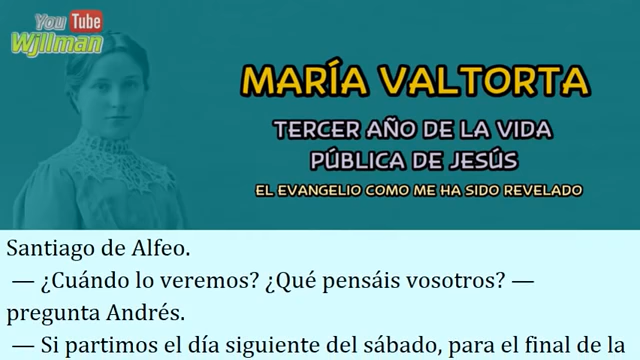 You Tube
Wjllman
MARÍA VALTORTA
TERCER AÑO DE LA VIDA
PÚBLICA DE JESÚS
EL EVANGELIO COMO ME HA SIDO REVELADO
Santiago de Alfeo.
— ¿Cuándo lo veremos? ¿Qué pensáis vosotros? —
pregunta Andrés.
— Si partimos el día siguiente del sábado, para el final de la